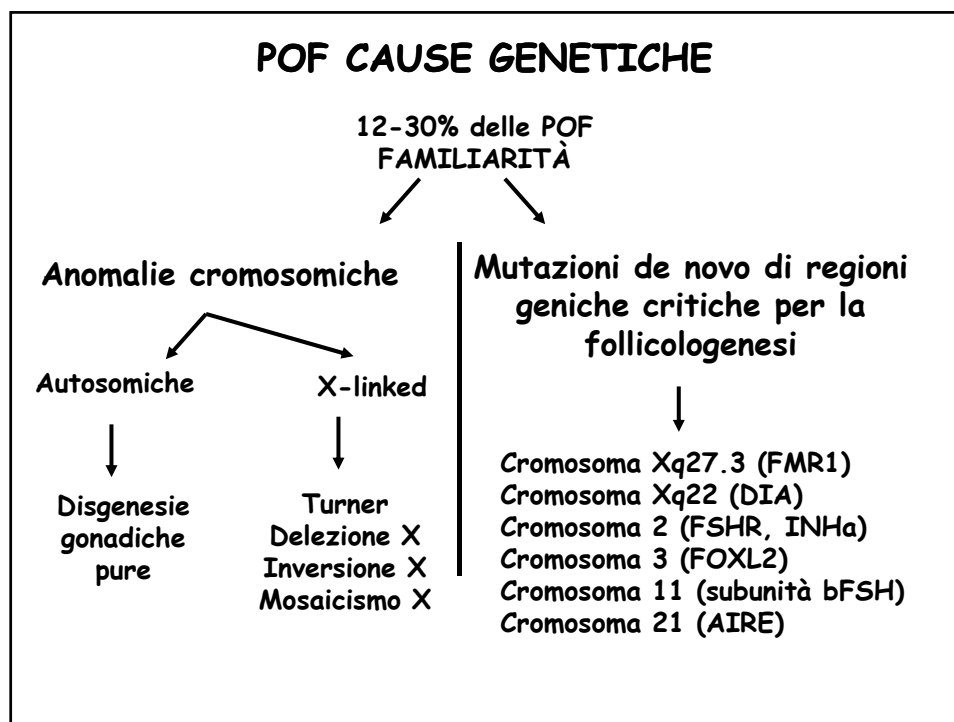 POF CAUSE GENETICHE
12-30% delle POF
FAMILIARITÀ
Anomalie cromosomiche
Autosomiche
X-linked
Disgenesie
gonadiche
pure
Turner
Delezione X
Inversione X
Mosaicismo X
Mutazioni de novo di regioni
geniche critiche per la
follicologenesi
Cromosoma Xq27.3 (FMR1)
Cromosoma Xq22 (DIA)
Cromosoma 2 (FSHR, INHa)
Cromosoma 3 (FOXL2)
Cromosoma 11 (subunità bFSH)
Cromosoma 21 (AIRE)